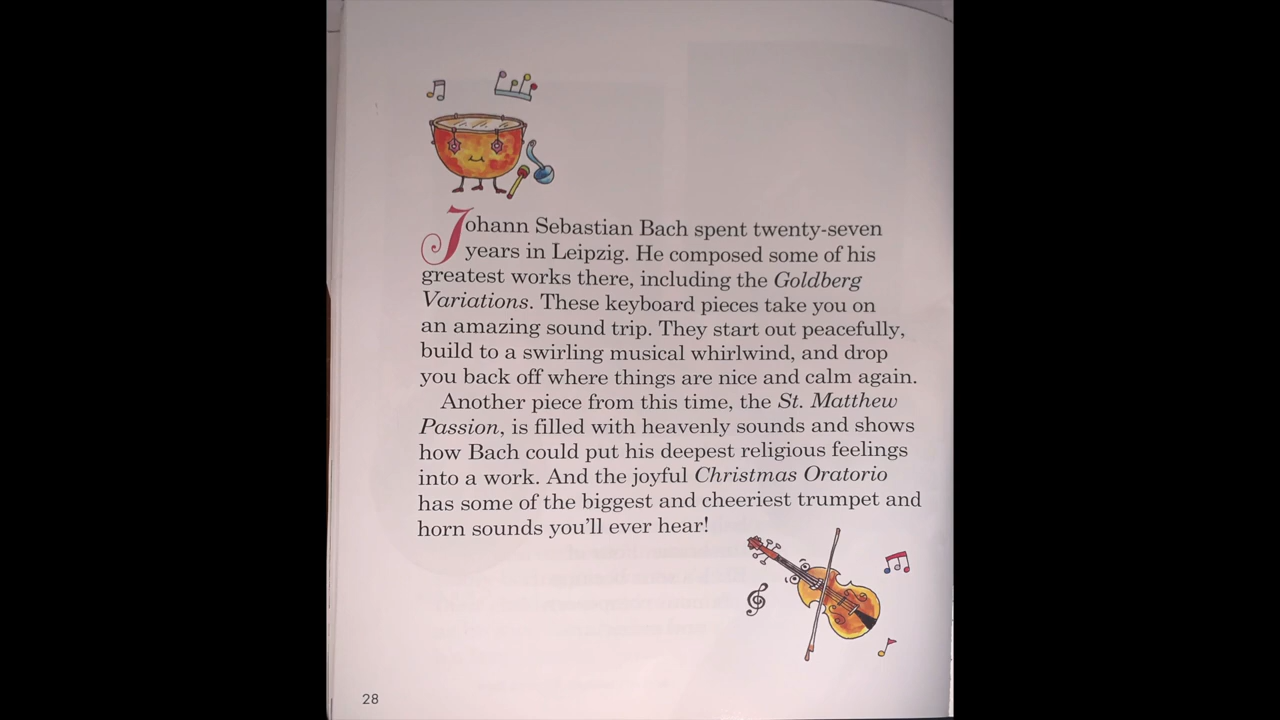 Johann Sebastian Bach spent twenty-seven
years in Leipzig. He composed some of his
greatest works there, including the Goldberg
Variations. These keyboard pieces take you on
an amazing sound trip. They start out peacefully,
build to a swirling musical whirlwind, and drop
you back off where things are nice and calm again.
Another piece from this time, the St. Matthew
Passion, is filled with heavenly sounds and shows
how Bach could put his deepest religious feelings
into a work. And the joyful Christmas Oratorio
has some of the biggest and cheeriest trumpet and
horn sounds you'll ever hear!
28